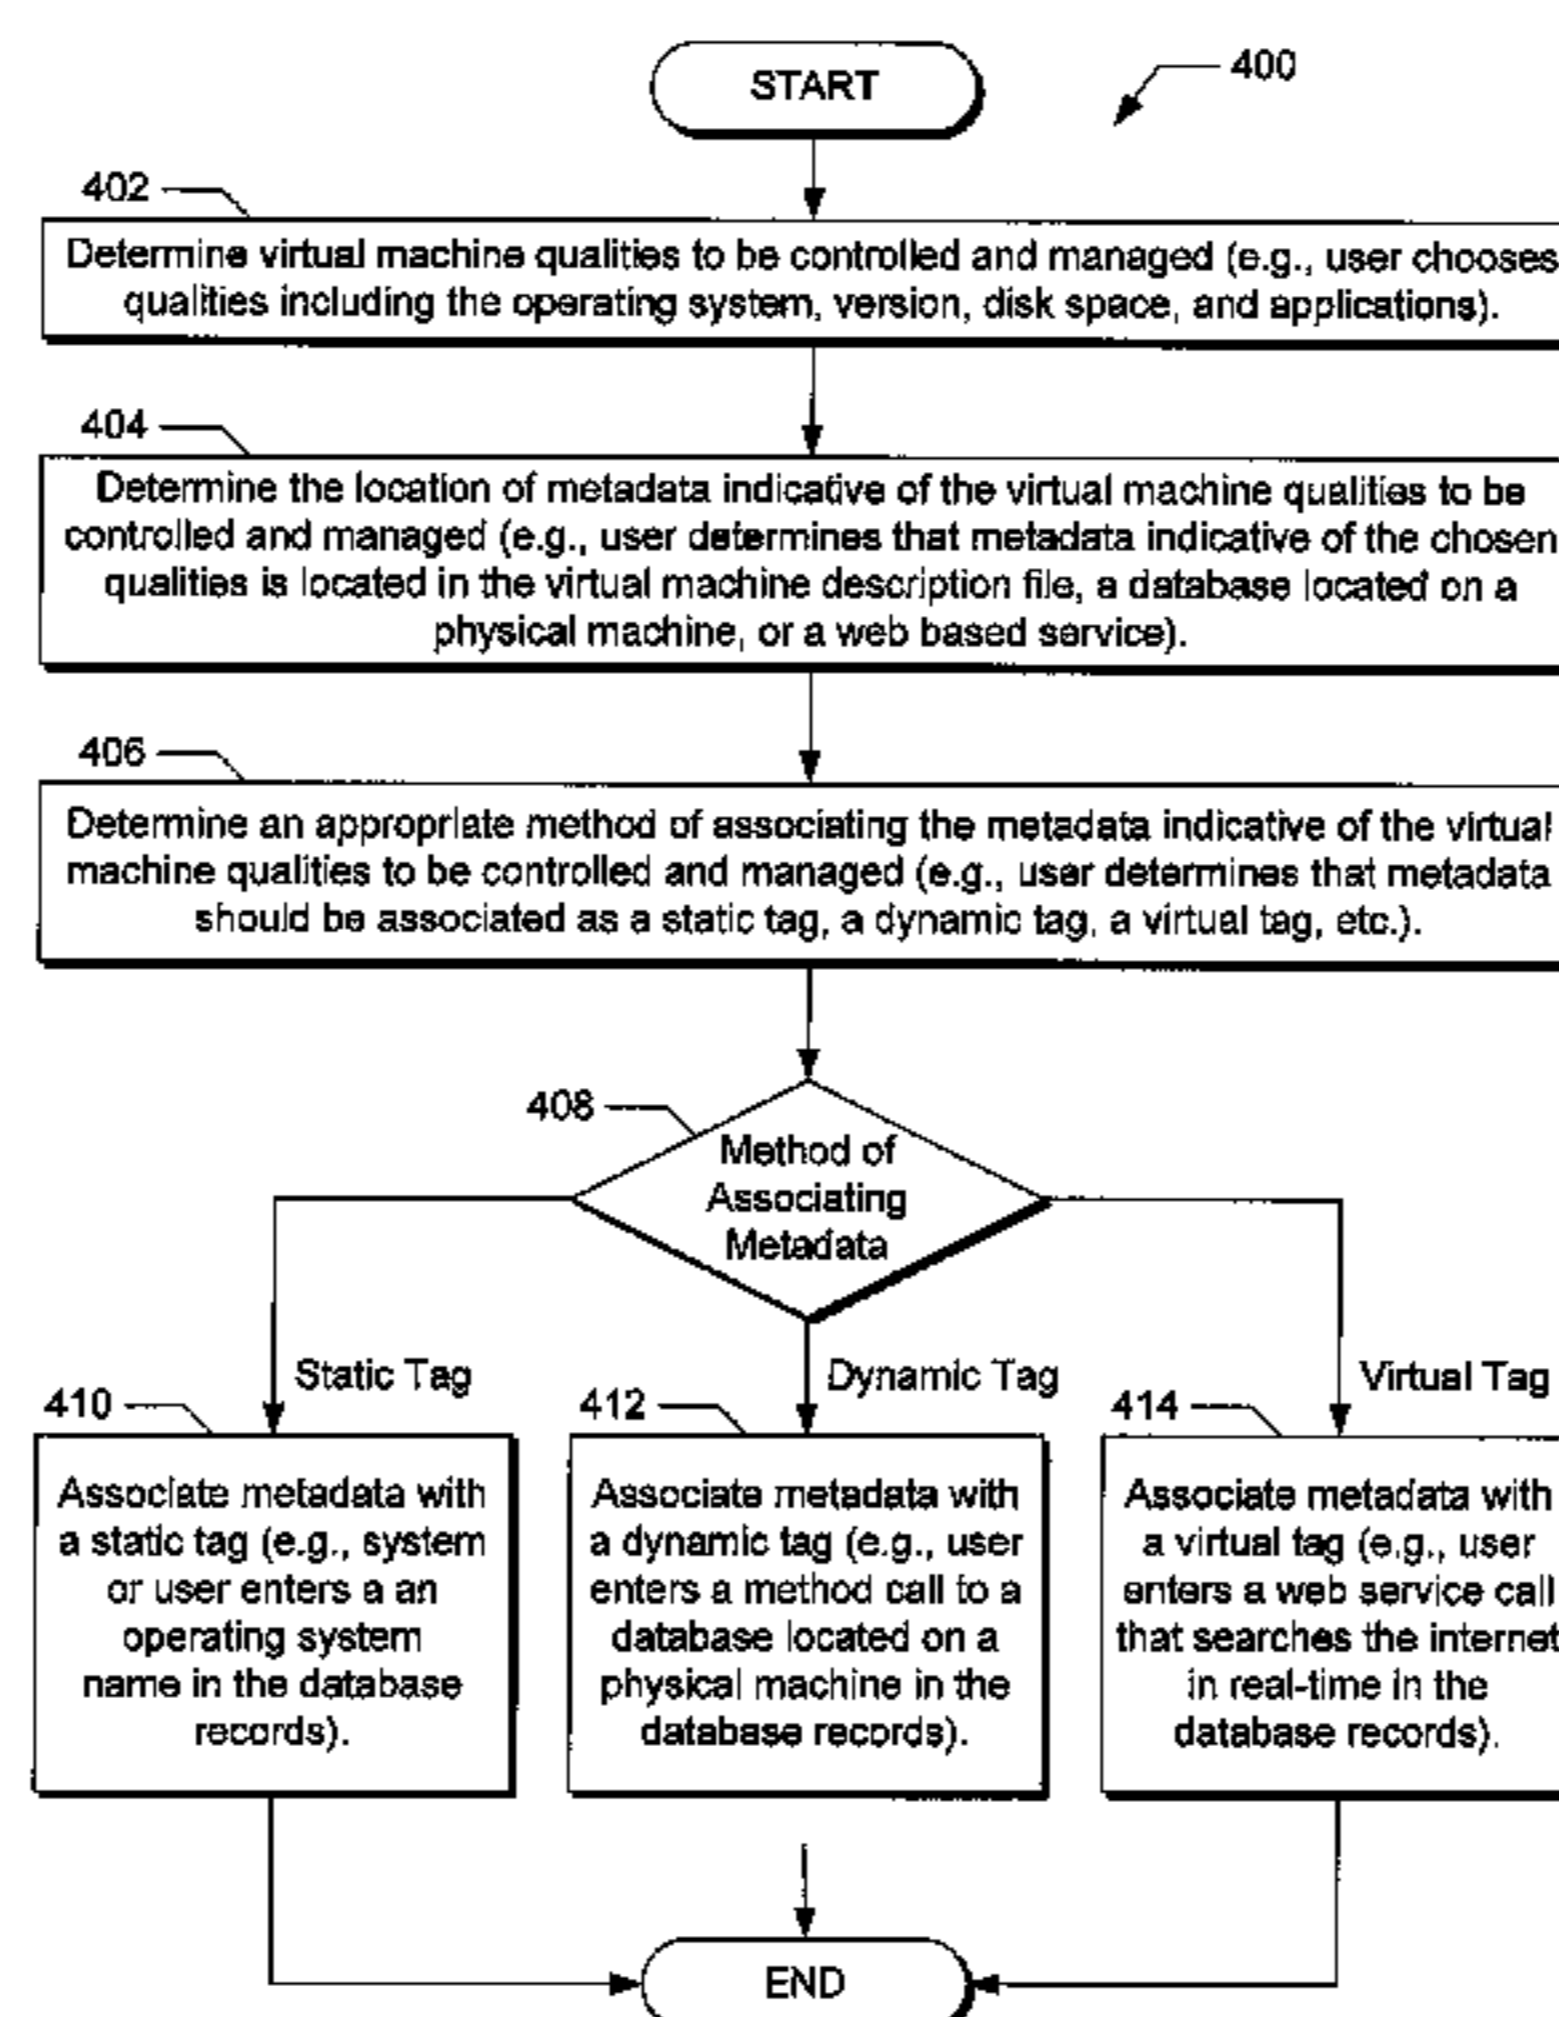 START
400
402
Determine virtual machine qualities to be controlled and managed (e.g., user chooses
qualities including the operating system, version, disk space, and applications).
404
Determine the location of metadata indicative of the virtual machine qualities to be
controlled and managed (e.g., user determines that metadata indicative of the chosen
qualities is located in the virtual machine description file, a database located on a
physical machine, or a web based service).
406
Determine an appropriate method of associating the metadata indicative of the virtual
machine qualities to be controlled and managed (e.g., user determines that metadata
should be associated as a static tag, a dynamic tag, a virtual tag, etc.).
408
Method of
Associating
Metadata
Static Tag
410
Associate metadata with
a static tag (e.g., system
or user enters a an
operating system
name in the database
records).
Dynamic Tag
412
Associate metadata with
a dynamic tag (e.g., user
enters a method call to a
database located on a
physical machine in the
database records).
Virtual Tag
414
Associate metadata with
a virtual tag (e.g., user
enters a web service call
that searches the internet
in real-time in the
database records).
END